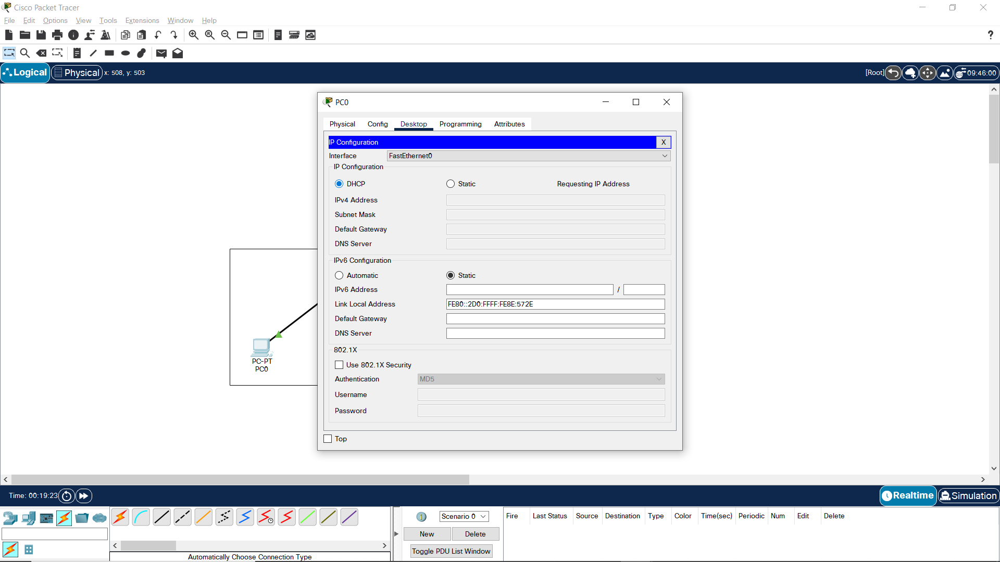 Cisco Packet Tracer
File Edit Options View Tools Extensions Window Help
Logical Physical x: 508, y: 503 [Root] 09:46:00
PC0
Physical Config Desktop Programming Attributes
IP Configuration X
Interface FastEthernet0
IP Configuration
DHCP Static Requesting IP Address
IPv4 Address
Subnet Mask
Default Gateway
DNS Server
IPv6 Configuration
Automatic Static
IPv6 Address /
Link Local Address FE80::2D0:FFFF:FE8E:572E
Default Gateway
DNS Server
802.1X
Use 802.1X Security
Authentication MD5
Username
Password
Top
PC-PT
PC0
Time: 00:19:23 Realtime Simulation
Scenario 0
New Delete
Toggle PDU List Window
Fire Last Status Source Destination Type Color Time(sec) Periodic Num Edit Delete
Automatically Choose Connection Type